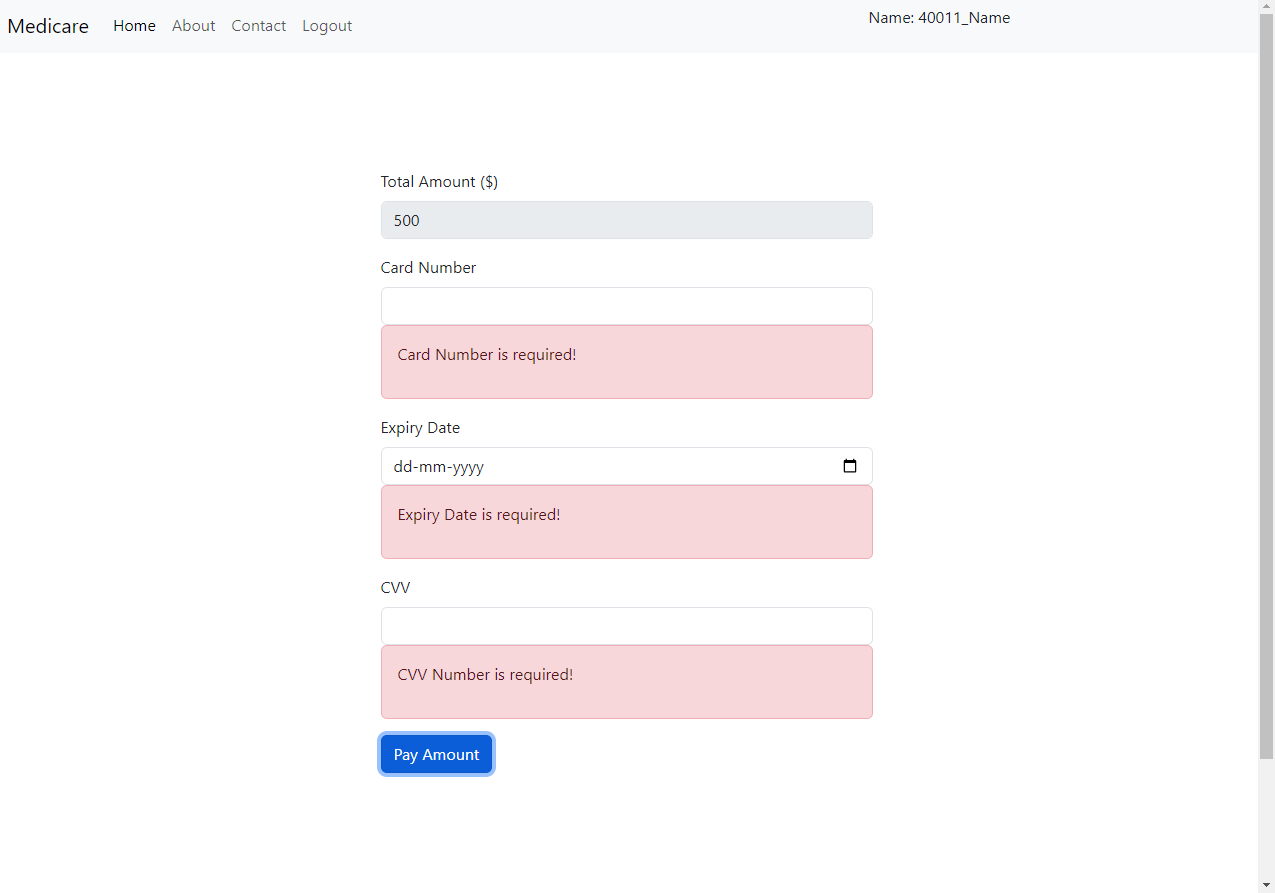 Medicare Home About Contact Logout Name: 40011_Name
Total Amount ($)
500
Card Number
Card Number is required!
Expiry Date
dd-mm-yyyy
Expiry Date is required!
CVV
CVV Number is required!
Pay Amount